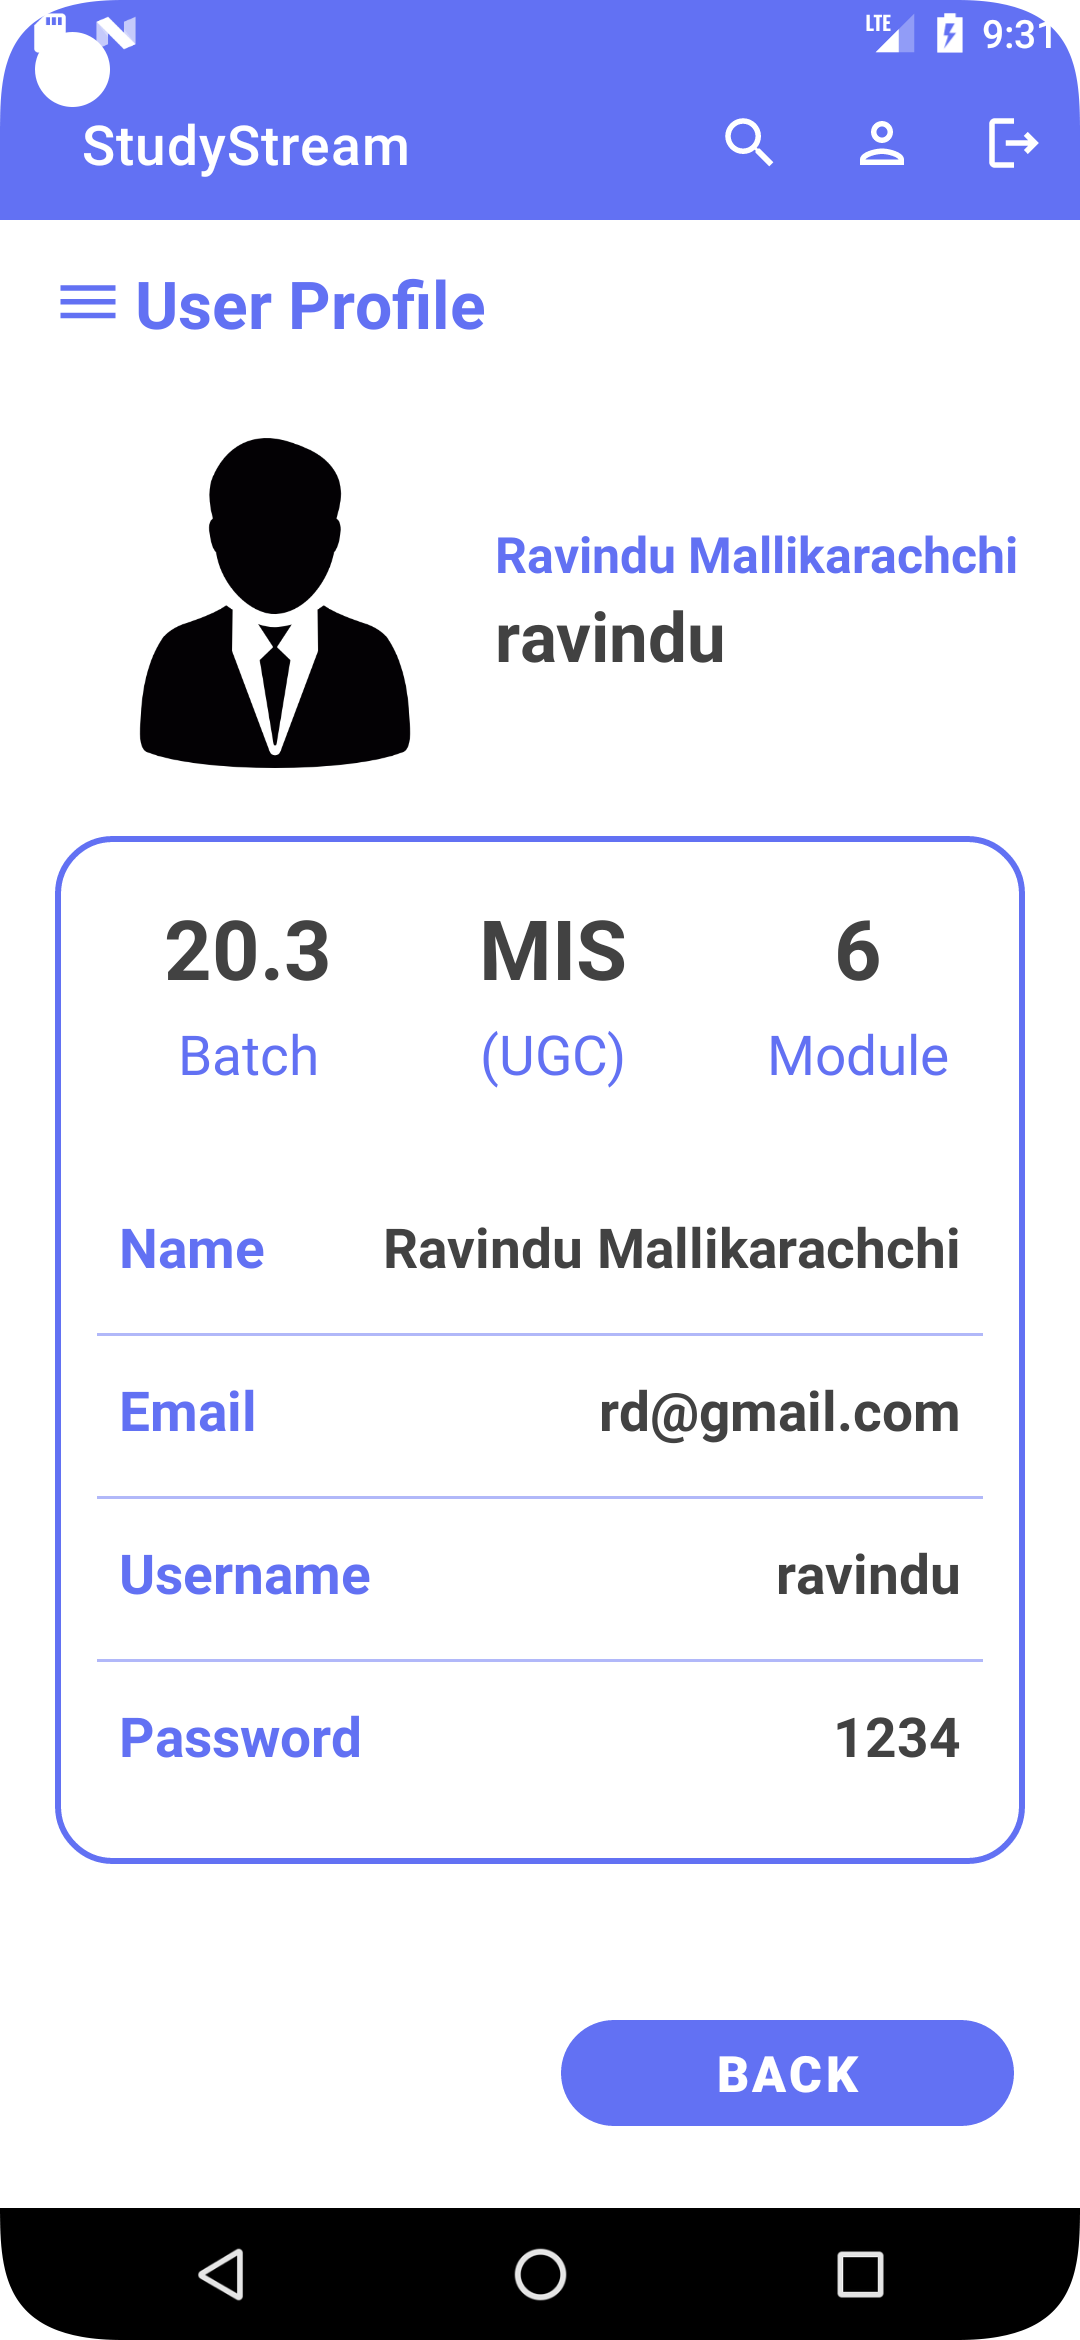 LTE 9:31
StudyStream
User Profile
Ravindu Mallikarachchi
ravindu
20.3 MIS 6
Batch (UGC) Module
Name Ravindu Mallikarachchi
Email rd@gmail.com
Username ravindu
Password 1234
BACK